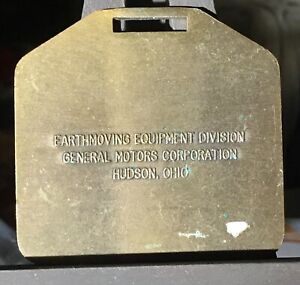 EARTHMOVING EQUIPMENT DIVISION
GENERAL MOTORS CORPORATION
HUDSON, OHIO